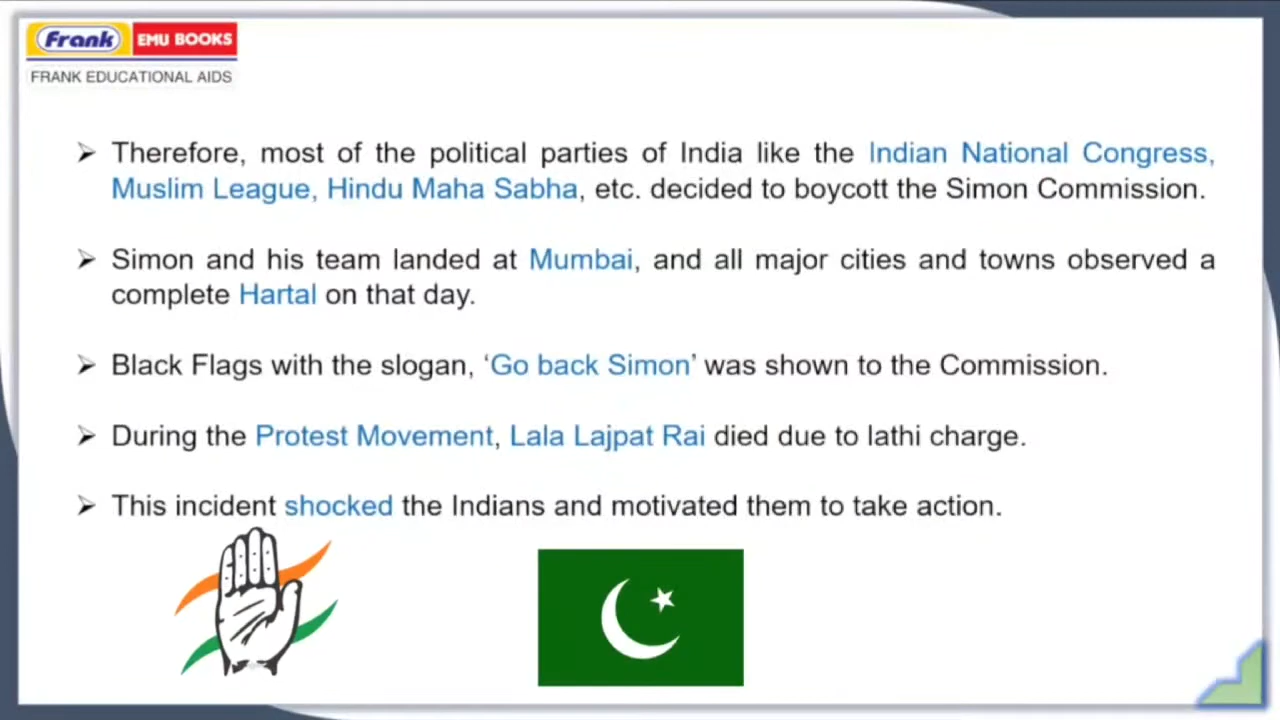 Frank EMU BOOKS
FRANK EDUCATIONAL AIDS
➢ Therefore, most of the political parties of India like the Indian National Congress,
Muslim League, Hindu Maha Sabha, etc. decided to boycott the Simon Commission.
➢ Simon and his team landed at Mumbai, and all major cities and towns observed a
complete Hartal on that day.
➢ Black Flags with the slogan, ‘Go back Simon’ was shown to the Commission.
➢ During the Protest Movement, Lala Lajpat Rai died due to lathi charge.
➢ This incident shocked the Indians and motivated them to take action.